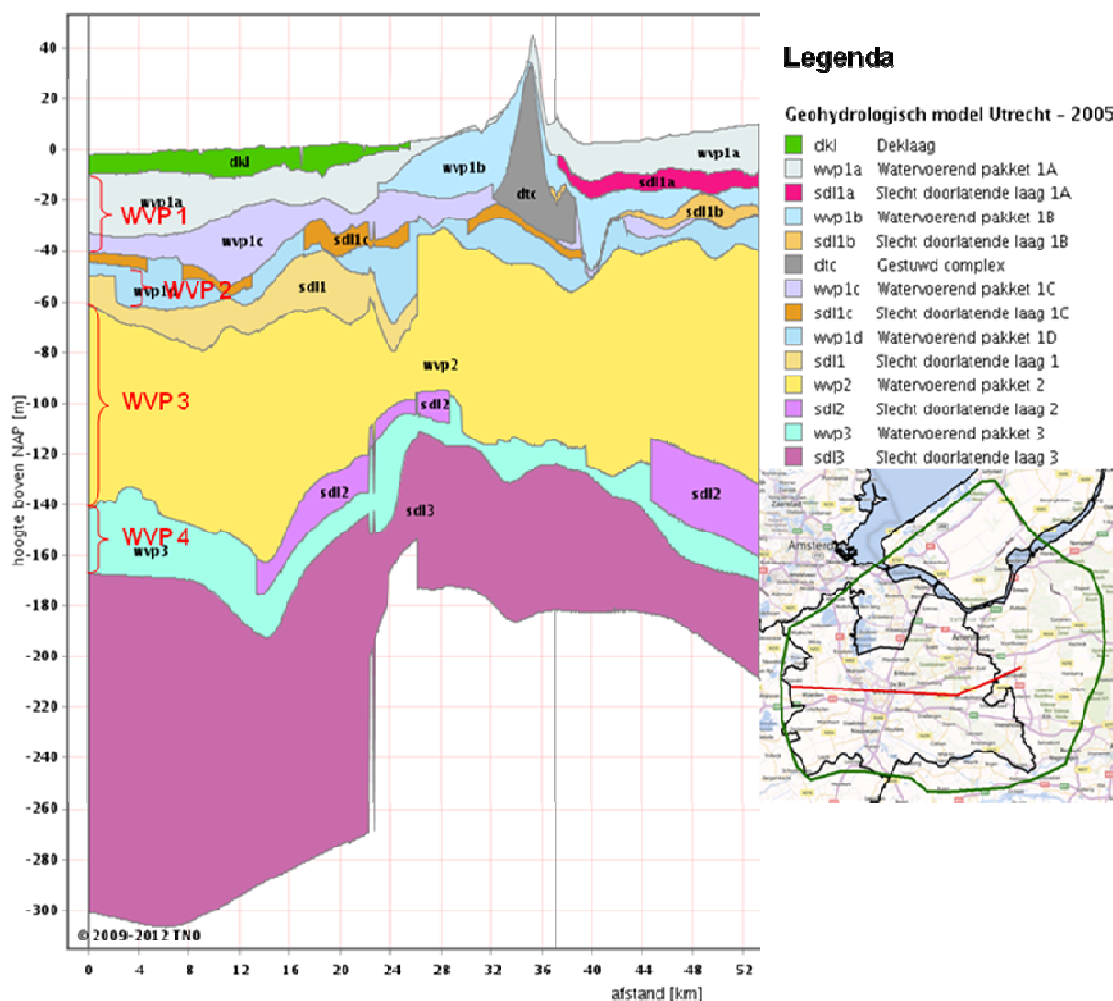 Legenda
Geohydrologisch model Utrecht - 2005
dkl Deklaag
wvp1a Watervoerend pakket 1A
sdl1a Slecht doorlatende laag 1A
wvp1b Watervoerend pakket 1B
sdl1b Slecht doorlatende laag 1B
dtc Gestuwd complex
wvp1c Watervoerend pakket 1C
sdl1c Slecht doorlatende laag 1C
wvp1d Watervoerend pakket 1D
sdl1 Slecht doorlatende laag 1
wvp2 Watervoerend pakket 2
sdl2 Slecht doorlatende laag 2
wvp3 Watervoerend pakket 3
sdl3 Slecht doorlatende laag 3
hoogte boven NAP [m]
40
20
0
-20
-40
-60
-80
-100
-120
-140
-160
-180
-200
-220
-240
-260
-280
-300
dkl
wvp1a
WVP 1
wvp1b
wvp1a
sdl1a
dtc
sdl1b
wvp1c
sdl1c
WVP 2
sdl1
wvp2
WVP 3
sdl2
sdl2
sdl2
sdl3
WVP 4
wvp3
© 2009-2012 TNO
0 4 8 12 16 20 24 28 32 36 40 44 48 52
afstand [km]